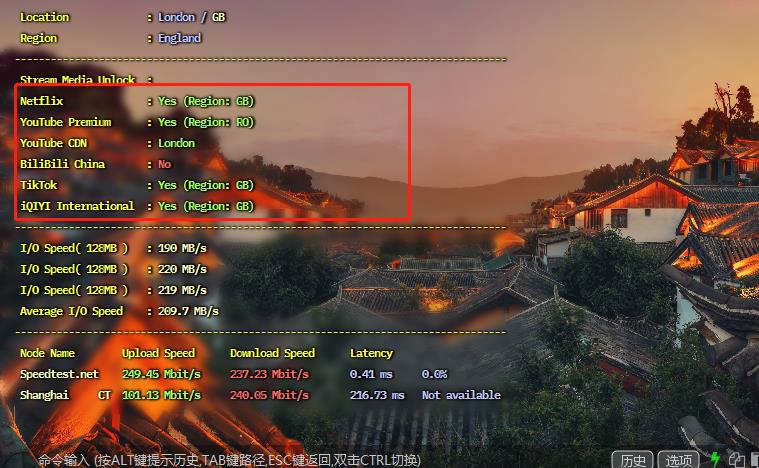 Location : London / GB
Region : England
----------------------------------------------------------------------
Stream Media Unlock :
Netflix : Yes (Region: GB)
YouTube Premium : Yes (Region: RO)
YouTube CDN : London
BiliBili China : No
TikTok : Yes (Region: GB)
iQIYI International : Yes (Region: GB)
----------------------------------------------------------------------
I/O Speed( 128MB ) : 190 MB/s
I/O Speed( 128MB ) : 220 MB/s
I/O Speed( 128MB ) : 219 MB/s
Average I/O Speed : 209.7 MB/s
----------------------------------------------------------------------
Node Name Upload Speed Download Speed Latency
Speedtest.net 249.45 Mbit/s 237.23 Mbit/s 0.41 ms 0.0%
Shanghai CT 101.13 Mbit/s 240.05 Mbit/s 216.73 ms Not available
命令输入 (按ALT键提示历史,TAB键路径,ESC键返回,双击CTRL切换) 历史 选项